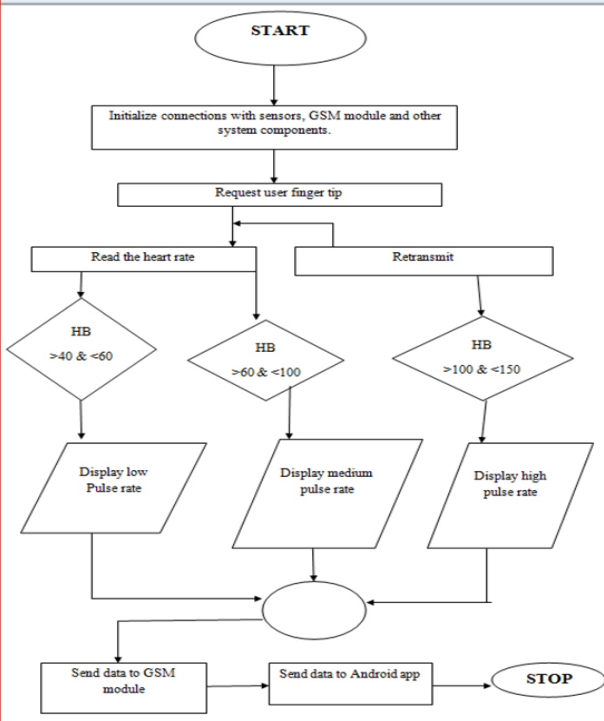 START
Initialize connections with sensors, GSM module and other
system components.
Request user finger tip
Read the heart rate
Retransmit
HB
>40 & <60
HB
>60 & <100
HB
>100 & <150
Display low
Pulse rate
Display medium
pulse rate
Display high
pulse rate
Send data to GSM
module
Send data to Android app
STOP